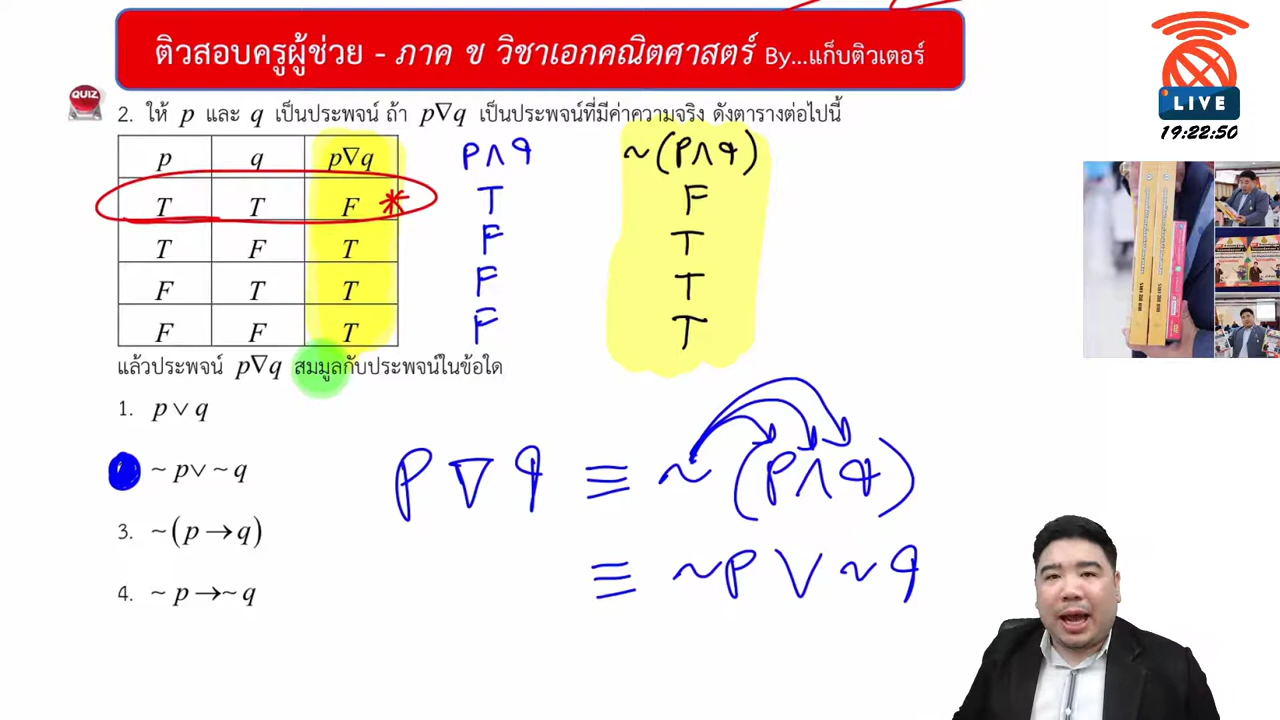 ติวสอบครูผู้ช่วย - ภาค ข วิชาเอกคณิตศาสตร์ By...แก็บติวเตอร์
LIVE
19:22:50
QUIZ
2. ให้ p และ q เป็นประพจน์ ถ้า p∇q เป็นประพจน์ที่มีค่าความจริง ดังตารางต่อไปนี้
p q p∇q P∧q ~(P∧q)
T T F * T F
T F T F T
F T T F T
F F T F T
แล้วประพจน์ p∇q สมมูลกับประพจน์ในข้อใด
1. p∨q
~p∨~q
3. ~(p→q)
4. ~p→~q
P∇q ≡ ~(P∧q)
≡ ~P∨~q